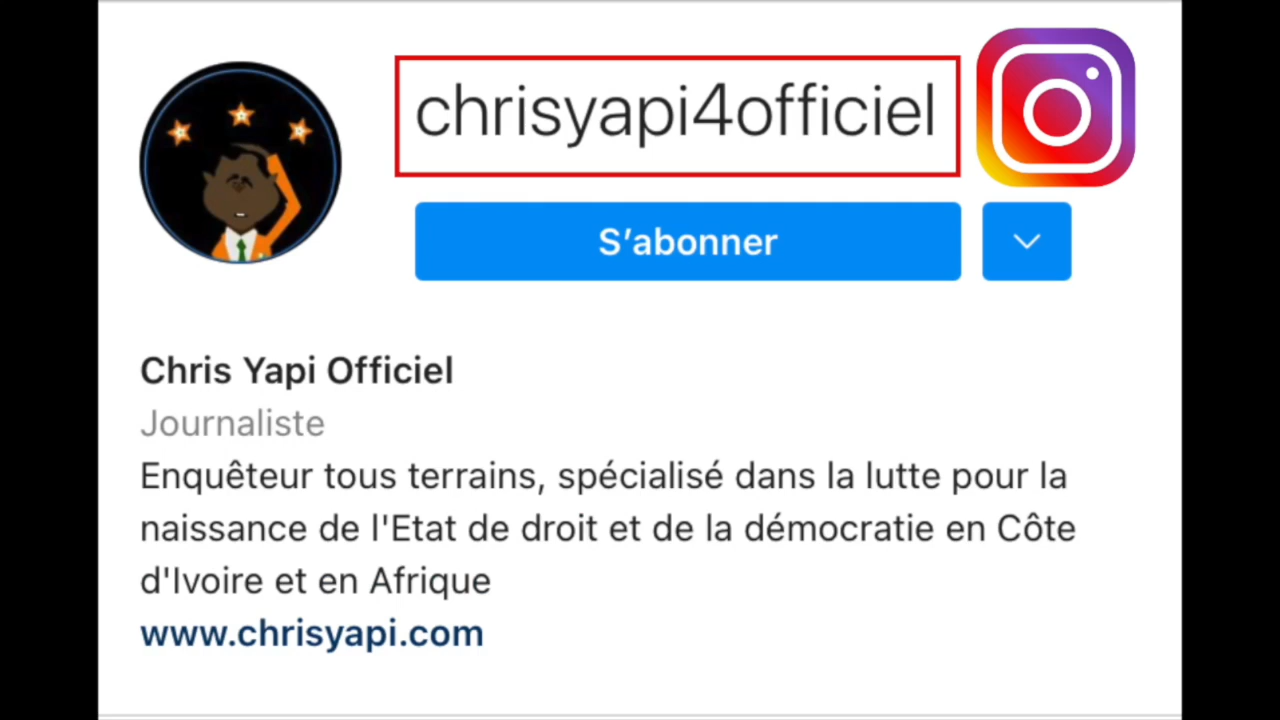 chrisyapi4officiel
S'abonner
Chris Yapi Officiel
Journaliste
Enquêteur tous terrains, spécialisé dans la lutte pour la
naissance de l'Etat de droit et de la démocratie en Côte
d'Ivoire et en Afrique
www.chrisyapi.com